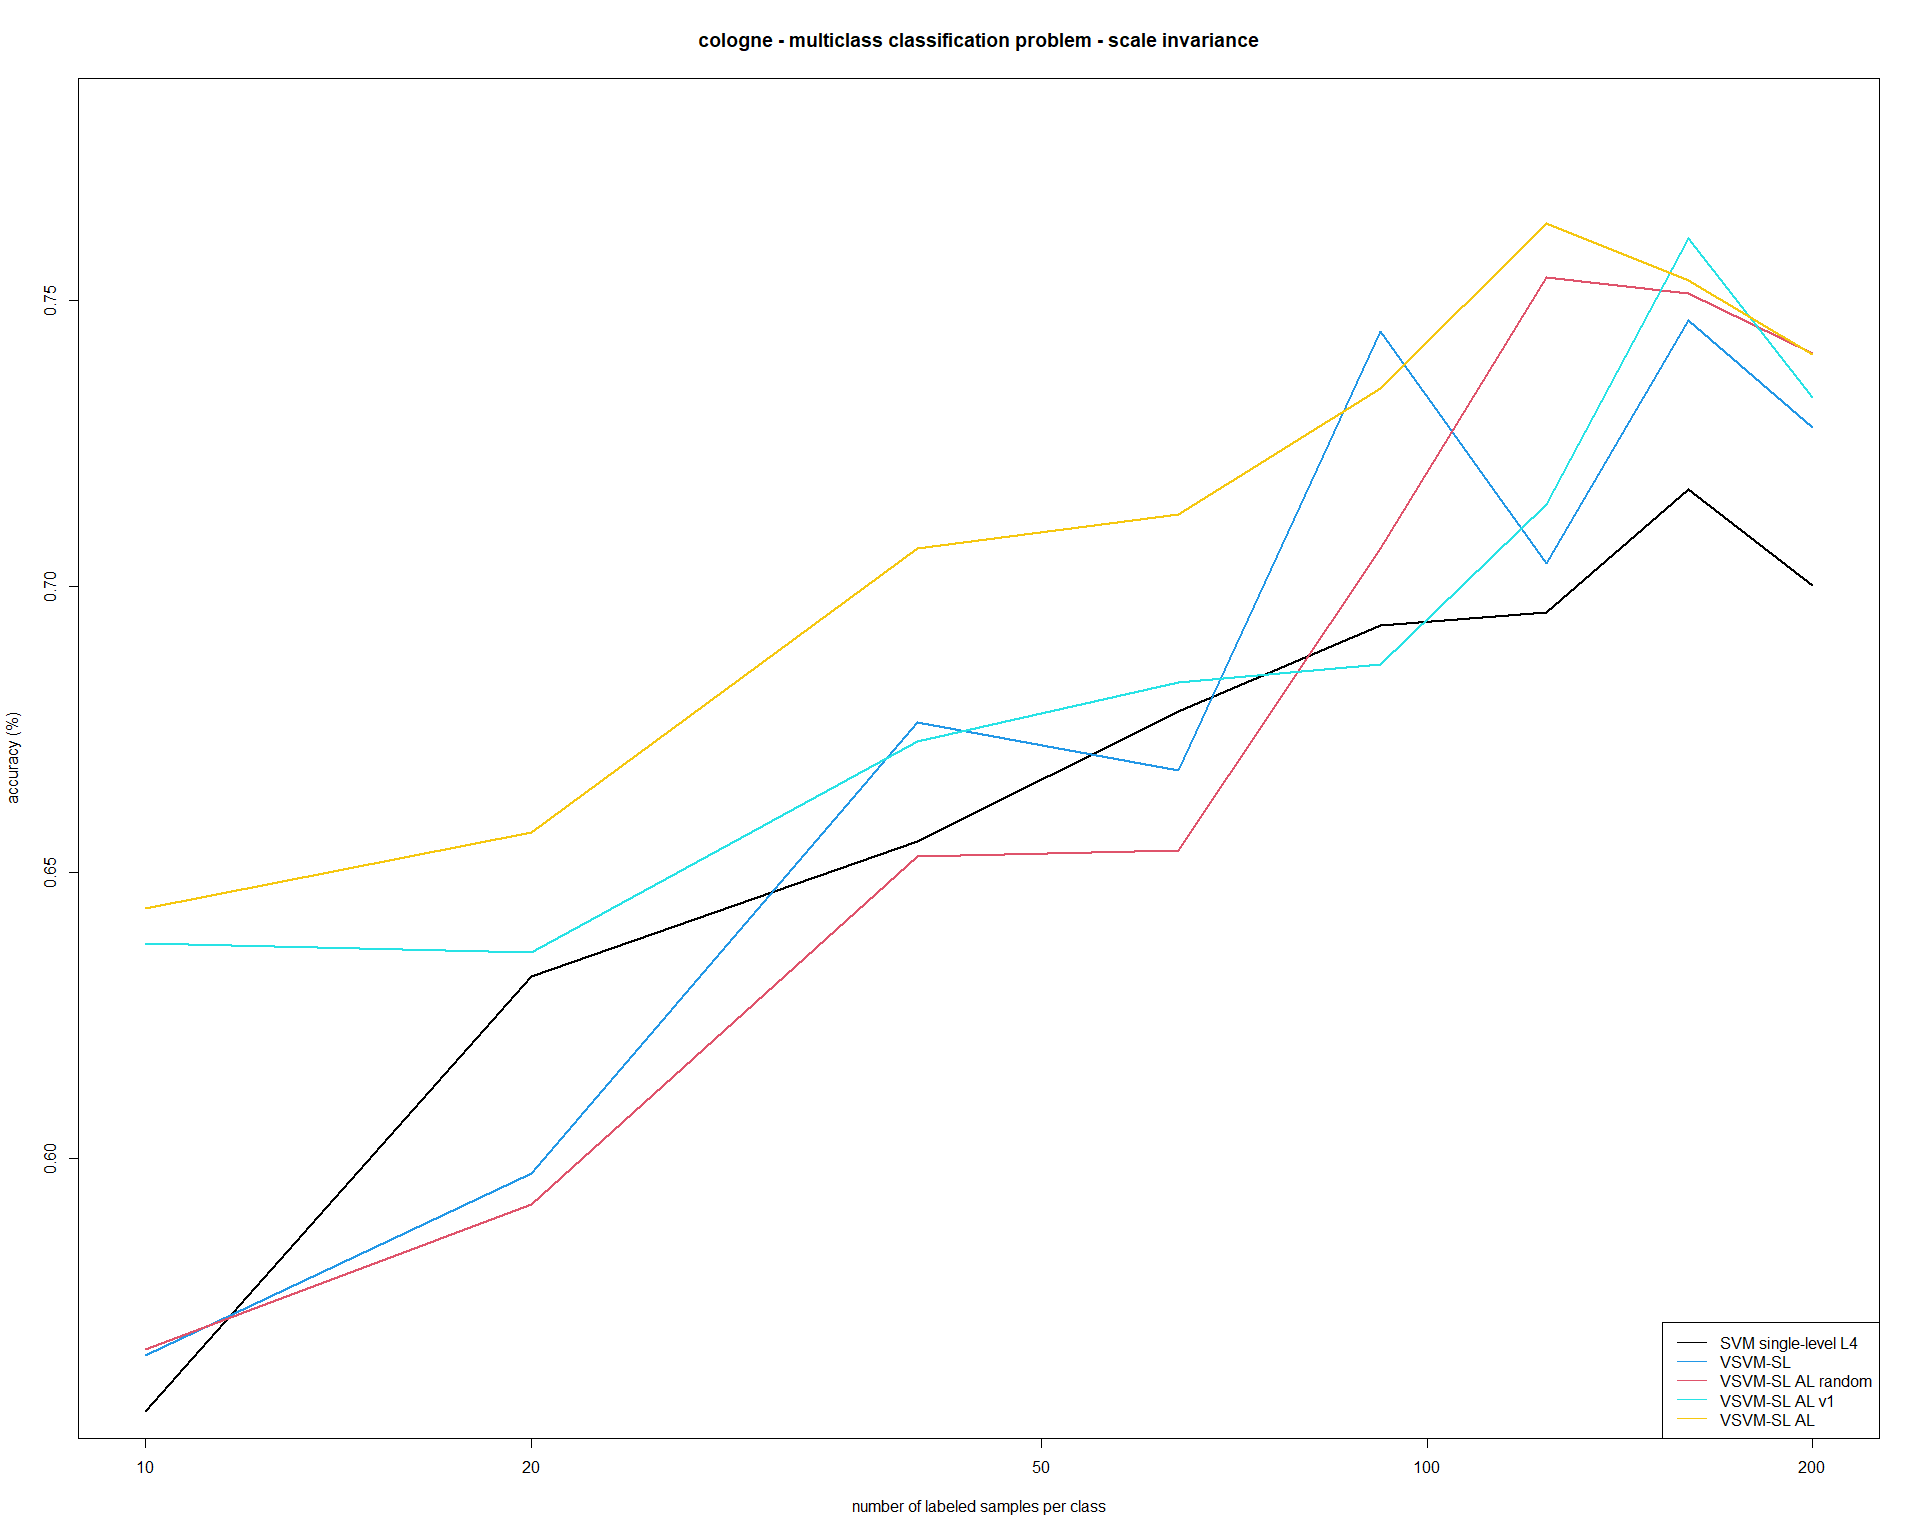 cologne - multiclass classification problem - scale invariance
accuracy (%)
0.75
0.70
0.65
0.60
10 20 50 100 200
number of labeled samples per class
SVM single-level L4
VSVM-SL
VSVM-SL AL random
VSVM-SL AL v1
VSVM-SL AL